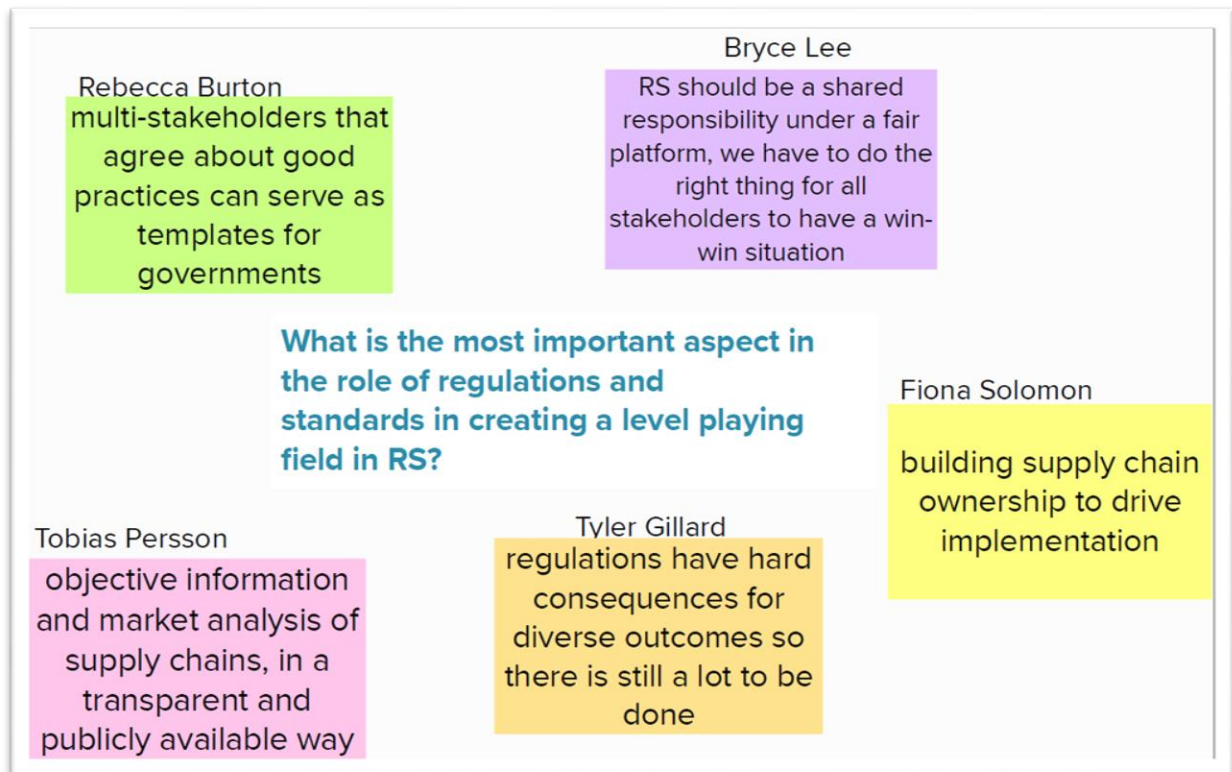 Rebecca Burton
multi-stakeholders that
agree about good
practices can serve as
templates for
governments
Bryce Lee
RS should be a shared
responsibility under a fair
platform, we have to do the
right thing for all
stakeholders to have a win-
win situation
What is the most important aspect in
the role of regulations and
standards in creating a level playing
field in RS?
Fiona Solomon
building supply chain
ownership to drive
implementation
Tobias Persson
objective information
and market analysis of
supply chains, in a
transparent and
publicly available way
Tyler Gillard
regulations have hard
consequences for
diverse outcomes so
there is still a lot to be
done